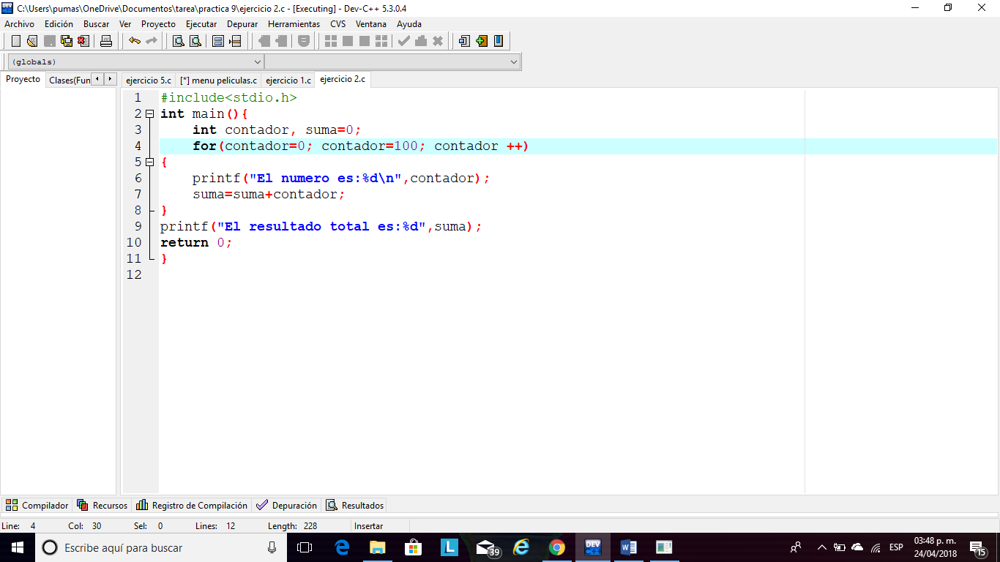 C:\Users\pumas\OneDrive\Documentos\tarea\practica 9\ejercicio 2.c - [Executing] - Dev-C++ 5.3.0.4
Archivo Edición Buscar Ver Proyecto Ejecutar Depurar Herramientas CVS Ventana Ayuda
(globals)
Proyecto Clases(Fun ejercicio 5.c [*] menu peliculas.c ejercicio 1.c ejercicio 2.c
1 #include<stdio.h>
2 int main(){
3 int contador, suma=0;
4 for(contador=0; contador=100; contador ++)
5 {
6 printf("El numero es:%d\n",contador);
7 suma=suma+contador;
8 }
9 printf("El resultado total es:%d",suma);
10 return 0;
11 }
12
Compilador Recursos Registro de Compilación Depuración Resultados
Line: 4 Col: 30 Sel: 0 Lines: 12 Length: 228 Insertar
Escribe aquí para buscar L 39 DEV ESP 03:48 p. m.
24/04/2018 15